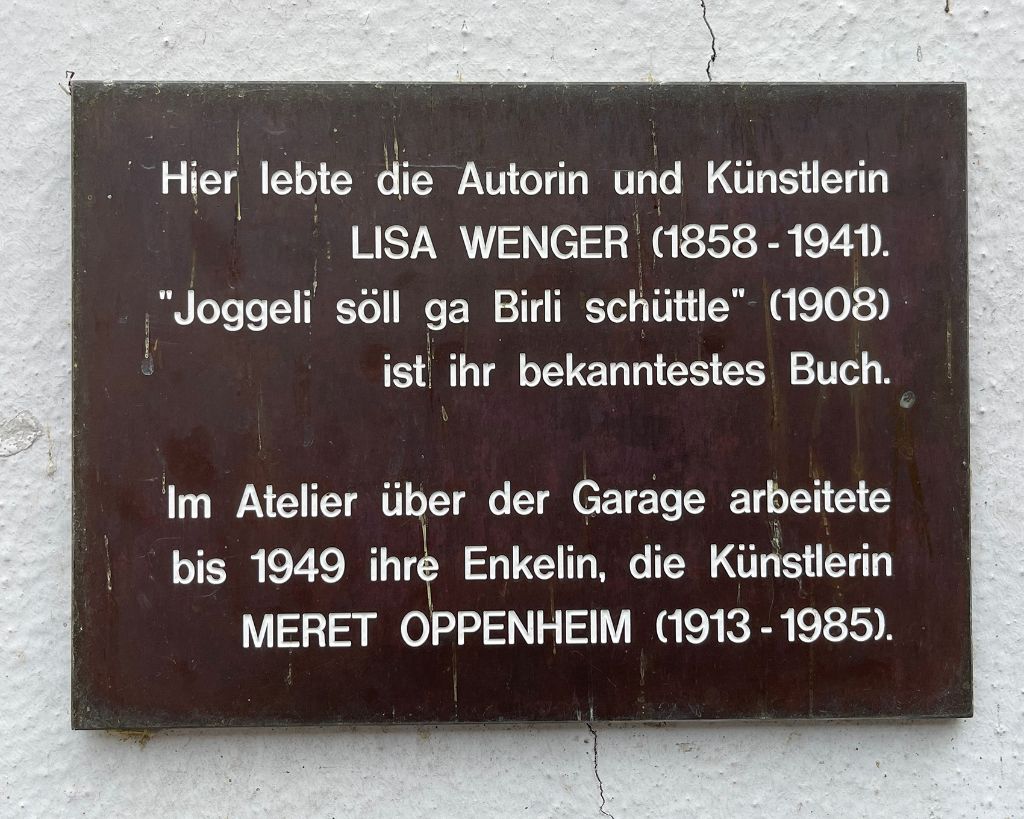 Hier lebte die Autorin und Künstlerin
LISA WENGER (1858 - 1941).
"Joggeli söll ga Birli schüttle" (1908)
ist ihr bekanntestes Buch.
Im Atelier über der Garage arbeitete
bis 1949 ihre Enkelin, die Künstlerin
MERET OPPENHEIM (1913 - 1985).